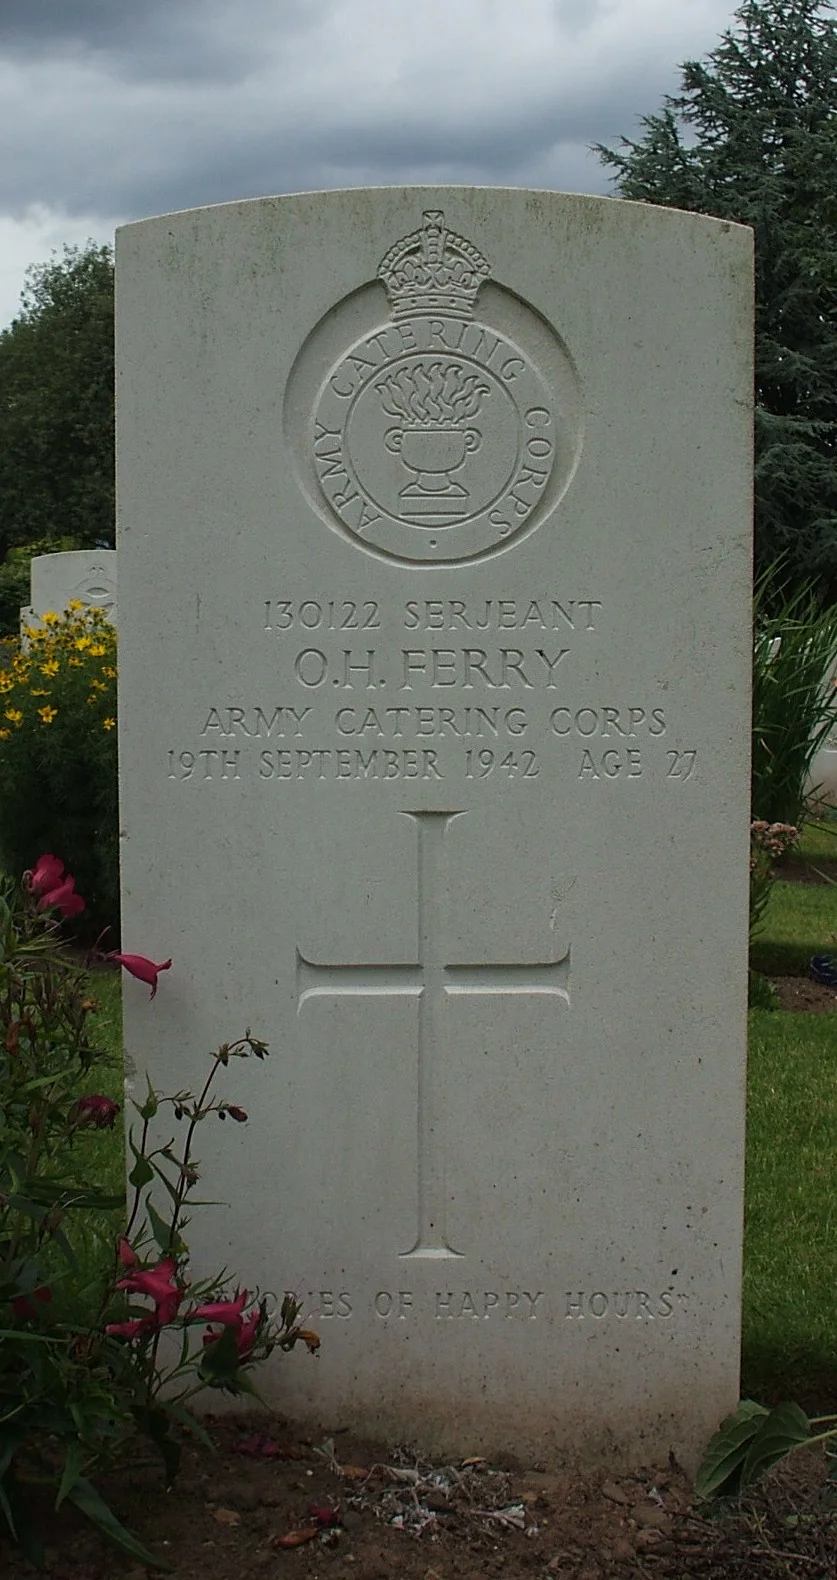 ARMY CATERING CORPS
130122 SERJEANT
O.H. FERRY
ARMY CATERING CORPS
19TH SEPTEMBER 1942 AGE 27
OF HAPPY HOURS"